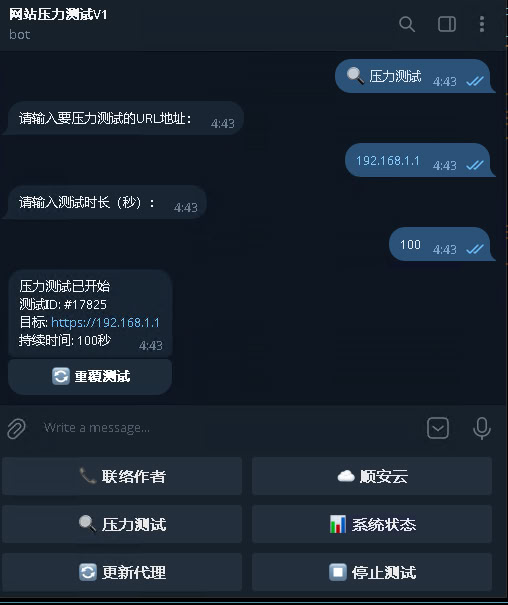 网站压力测试V1
bot
🔍 压力测试 4:43
请输入要压力测试的URL地址： 4:43
192.168.1.1 4:43
请输入测试时长（秒）： 4:43
100 4:43
压力测试已开始
测试ID: #17825
目标: https://192.168.1.1
持续时间: 100秒 4:43
🔄 重覆测试
Write a message...
📞 联络作者
☁️ 顺安云
🔍 压力测试
📊 系统状态
🔄 更新代理
⏹️ 停止测试